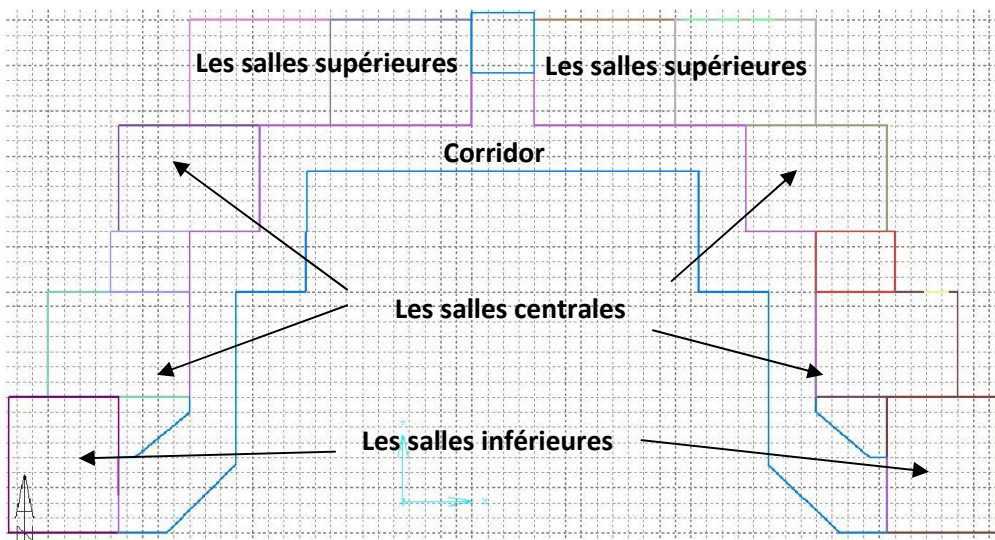 Les salles supérieures
Les salles supérieures
Corridor
Les salles centrales
Les salles inférieures